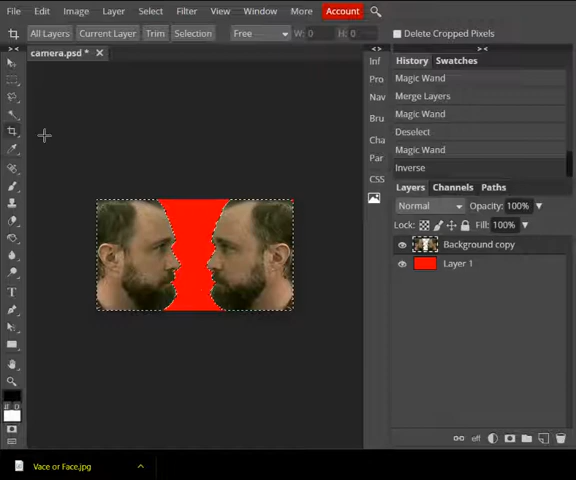 File Edit Image Layer Select Filter View Window More Account
All Layers Current Layer Trim Selection Free W: 0 H: 0 Delete Cropped Pixels
camera.psd * ×
Inf
Pro
Nav
Bru
Cha
Par
CSS
History Swatches
Magic Wand
Merge Layers
Magic Wand
Deselect
Magic Wand
Inverse
Layers Channels Paths
Normal Opacity: 100%
Lock: Fill: 100%
Background copy
Layer 1
eff
Vace or Face.jpg